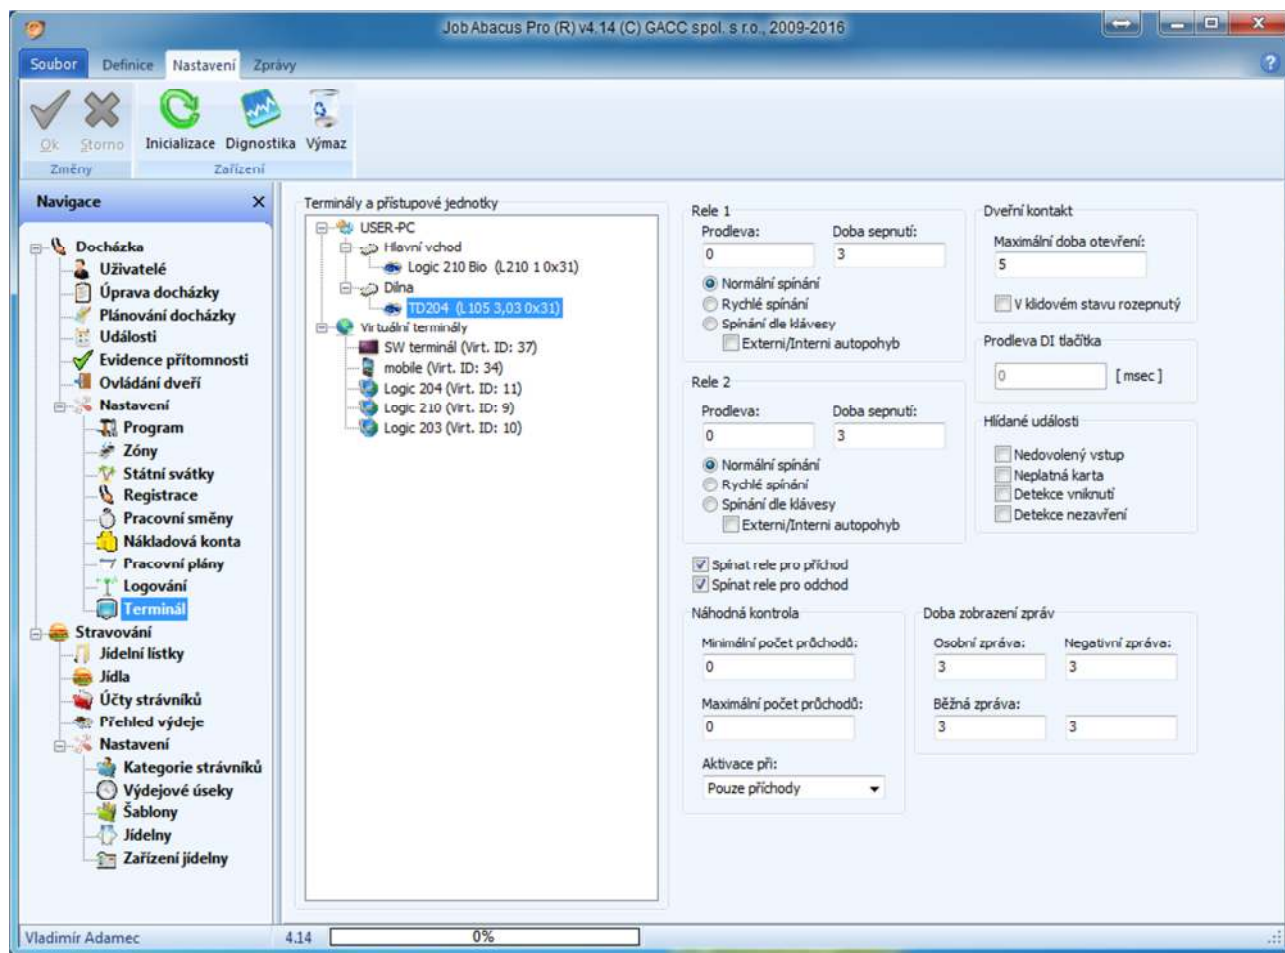 JobAbacus Pro (R) v4.14 (C) GACC spol. s r.o., 2009-2016
Soubor Definice Nastavení Zprávy
Ok Storno Inicializace Dignostika Výmaz
Změny Zařízení
Navigace
Docházka
Uživatelé
Úprava docházky
Plánování docházky
Události
Evidence přítomnosti
Ovládání dveří
Nastavení
Program
Zóny
Státní svátky
Registrace
Pracovní směny
Nákladová konta
Pracovní plány
Logování
Terminál
Stravování
Jídelní lístky
Jídla
Účty strávníků
Přehled výdeje
Nastavení
Kategorie strávníků
Výdejové úseky
Šablony
Jídelny
Zařízení jídelny
Terminály a přístupové jednotky
USER-PC
Hlavní vchod
Logic 210 Bio (L210 1 0x31)
Dílna
TD204 (L105 3,03 0x31)
Virtuální terminály
SW terminál (Virt. ID: 37)
mobile (Virt. ID: 34)
Logic 204 (Virt. ID: 11)
Logic 210 (Virt. ID: 9)
Logic 203 (Virt. ID: 10)
Rele 1
Prodleva: Doba sepnutí:
0 3
Normální spínání
Rychlé spínání
Spínání dle klávesy
Externi/Interni autopohyb
Rele 2
Prodleva: Doba sepnutí:
0 3
Normální spínání
Rychlé spínání
Spínání dle klávesy
Externi/Interni autopohyb
Spínat rele pro příchod
Spínat rele pro odchod
Náhodná kontrola
Minimální počet průchodů:
0
Maximální počet průchodů:
0
Aktivace při:
Pouze příchody
Dveřní kontakt
Maximální doba otevření:
5
V klidovém stavu rozepnutý
Prodleva DI tlačítka
0 [ msec ]
Hlídané události
Nedovolený vstup
Neplatná karta
Detekce vniknutí
Detekce nezavření
Doba zobrazení zpráv
Osobní zpráva: Negativní zpráva:
3 3
Běžná zpráva:
3 3
Vladimír Adamec 4.14 0%